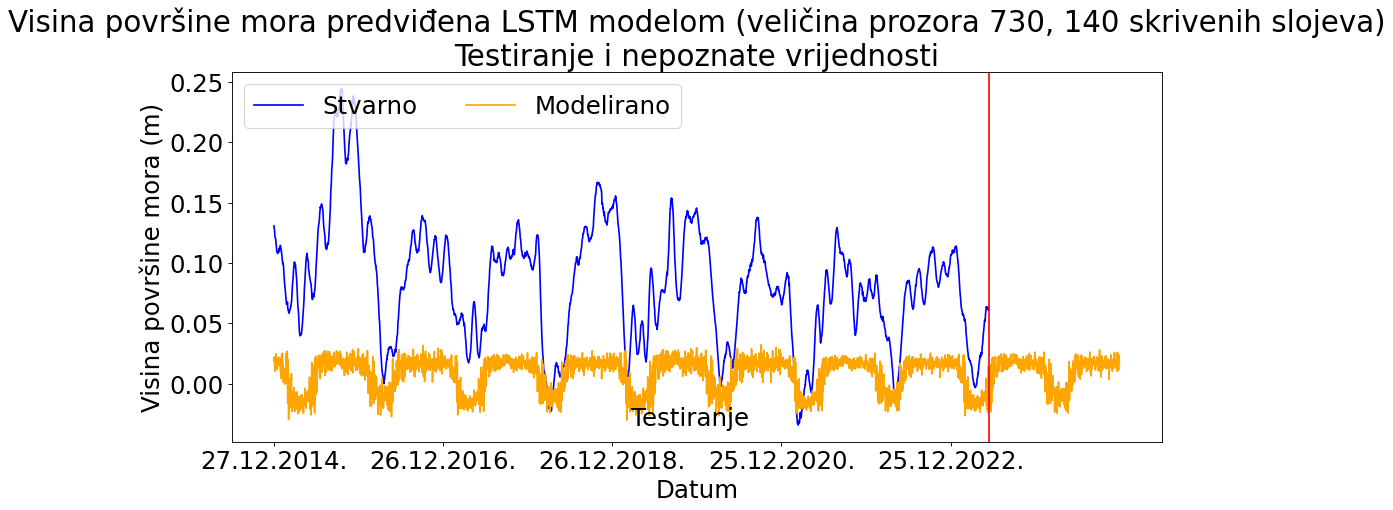 Visina površine mora predviđena LSTM modelom (veličina prozora 730, 140 skrivenih slojeva)
Testiranje i nepoznate vrijednosti
Visina površine mora (m)
0.25
0.20
0.15
0.10
0.05
0.00
Stvarno Modelirano
Testiranje
27.12.2014. 26.12.2016. 26.12.2018. 25.12.2020. 25.12.2022.
Datum